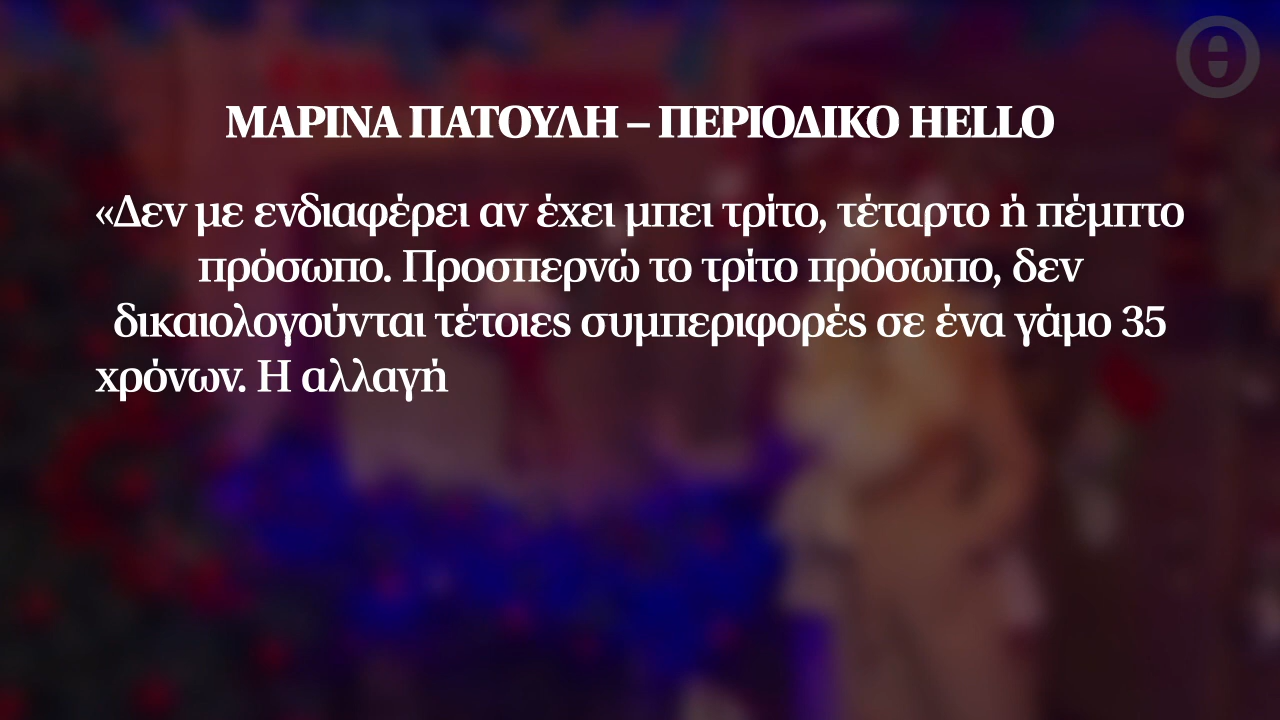 ΜΑΡΙΝΑ ΠΑΤΟΥΛΗ – ΠΕΡΙΟΔΙΚΟ HELLO
«Δεν με ενδιαφέρει αν έχει μπει τρίτο, τέταρτο ή πέμπτο
πρόσωπο. Προσπερνώ το τρίτο πρόσωπο, δεν
δικαιολογούνται τέτοιες συμπεριφορές σε ένα γάμο 35
χρόνων. Η αλλαγή